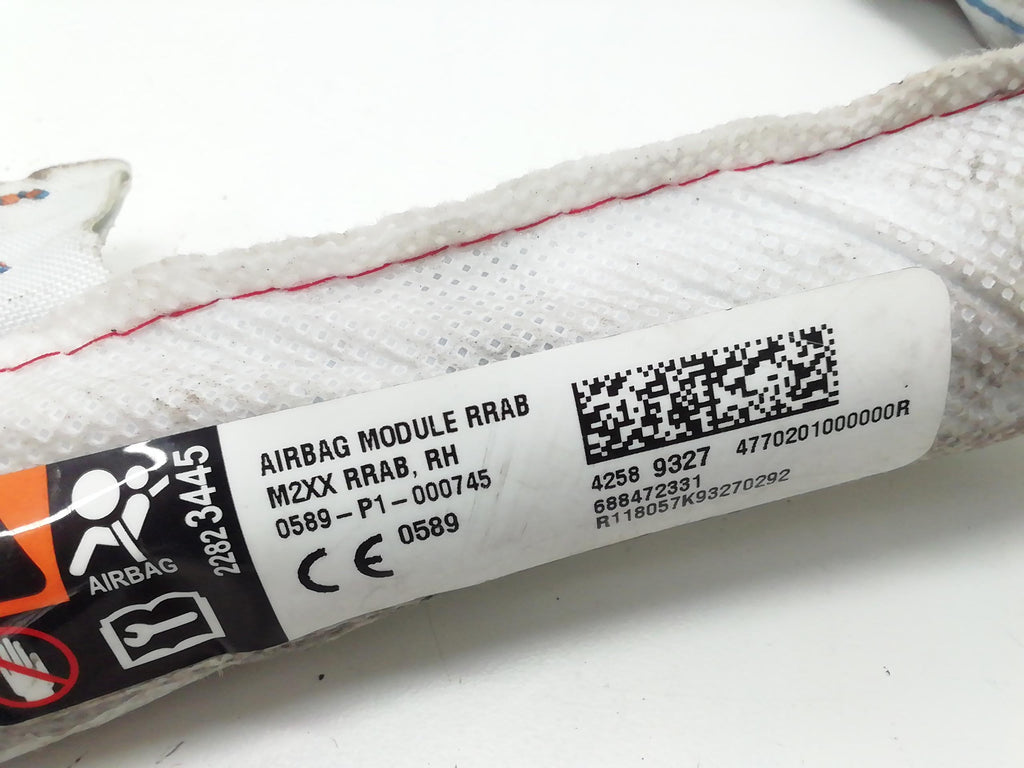 AIRBAG
2282 3445
AIRBAG MODULE RRAB
M2XX RRAB, RH
0589-P1-000745
CE 0589
4258 9327 4770201000000R
688472331
R118057K93270292